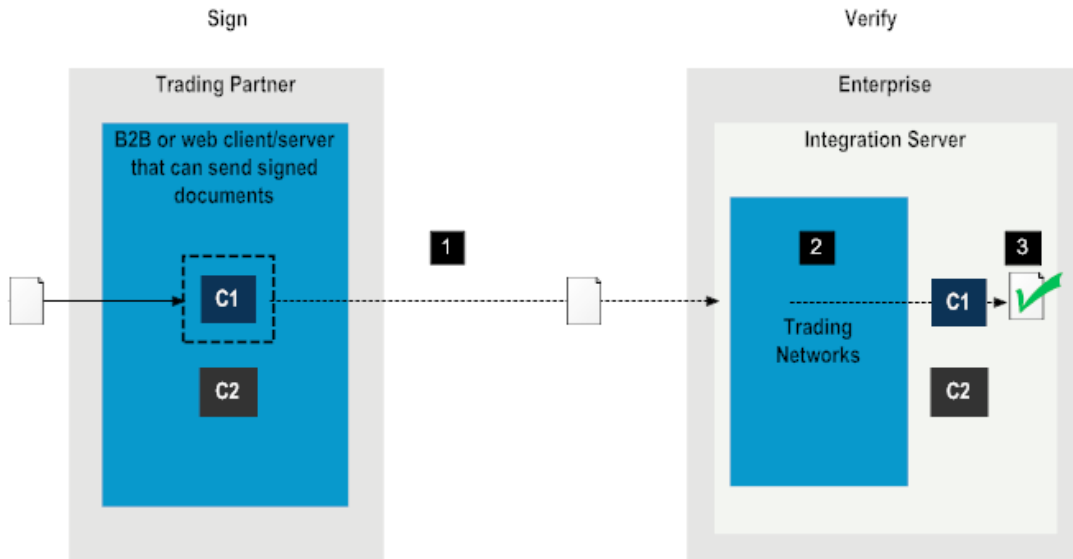 Sign
Verify
Trading Partner
Enterprise
B2B or web client/server
that can send signed
documents
Integration Server
1
2
3
C1
C1
Trading
Networks
C2
C2